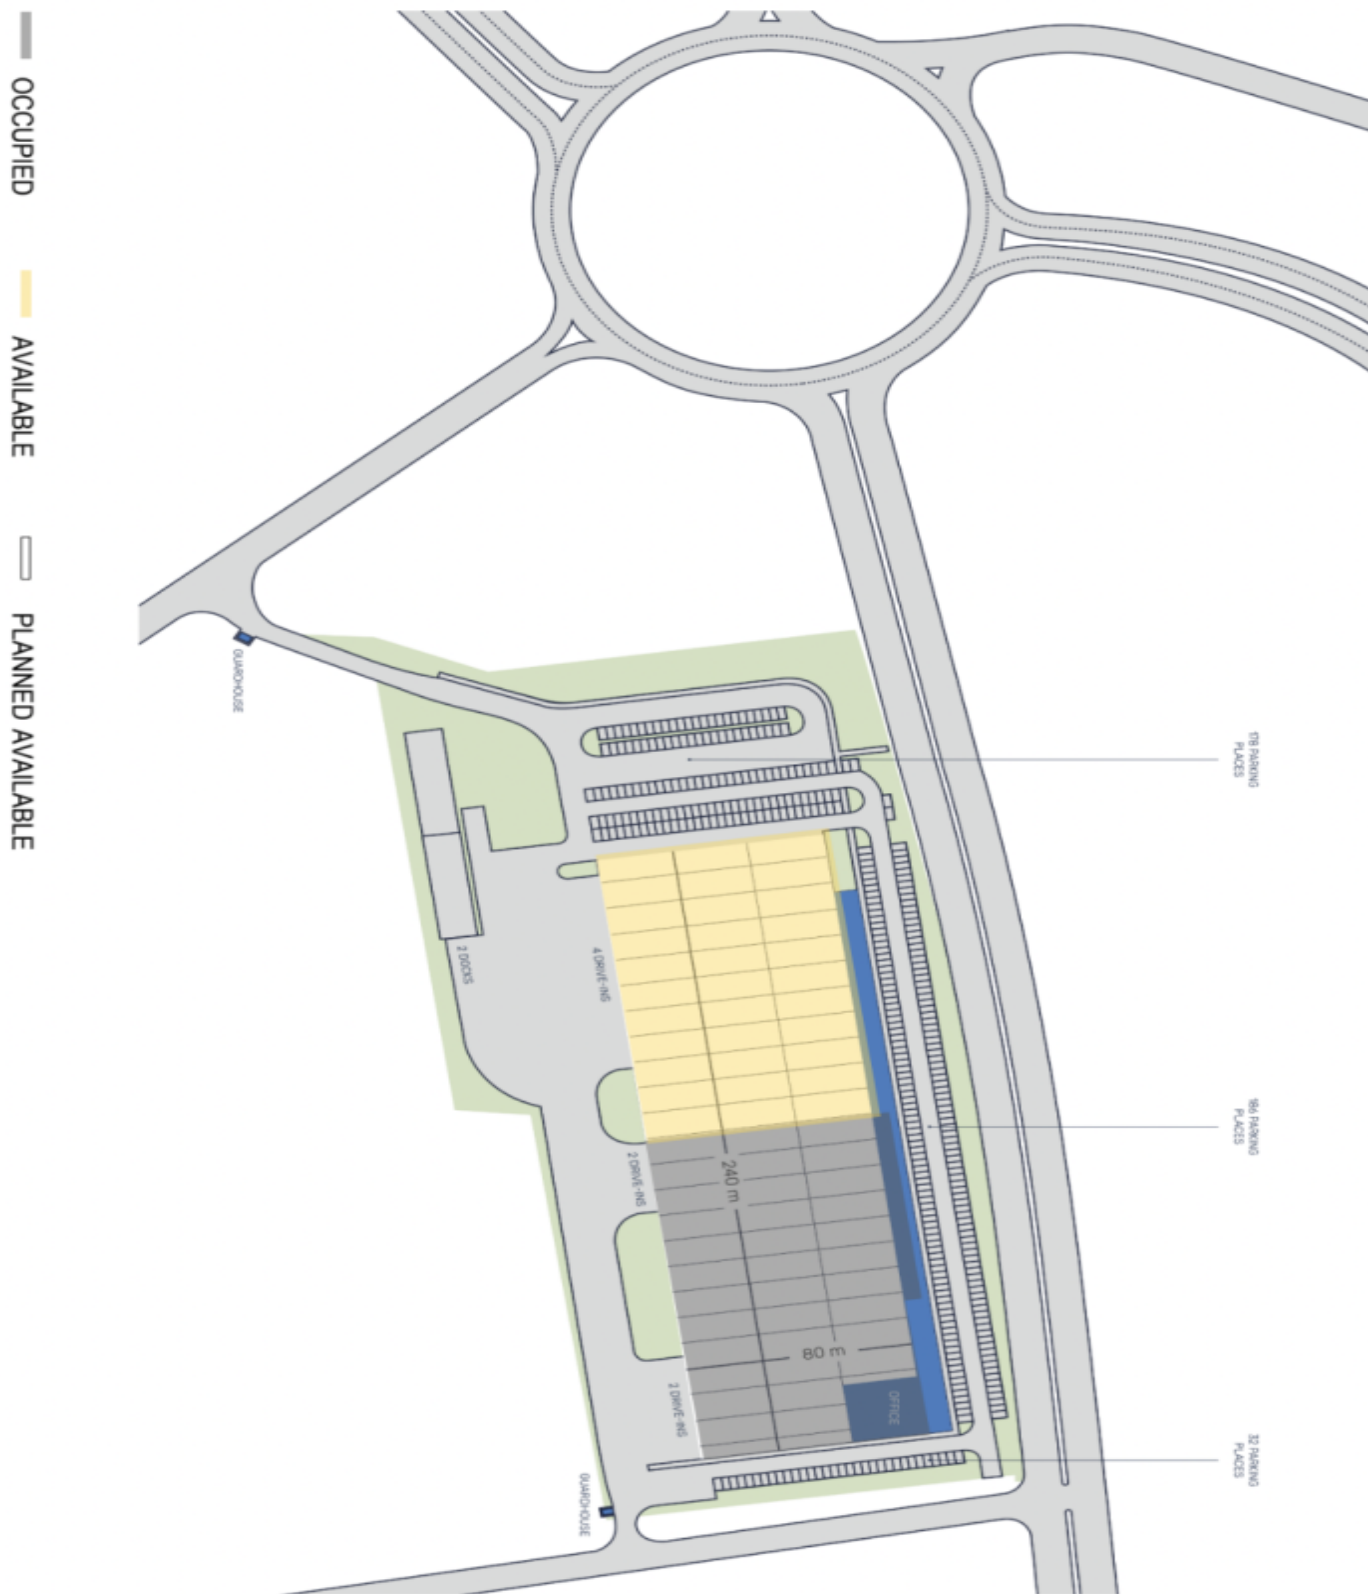 OCCUPIED
AVAILABLE
PLANNED AVAILABLE
178 PARKING
PLACES
186 PARKING
PLACES
32 PARKING
PLACES
GUARDHOUSE
2 DOCKS
4 DRIVE-INS
2 DRIVE-INS
240 m
80 m
OFFICE
2 DRIVE-INS
GUARDHOUSE